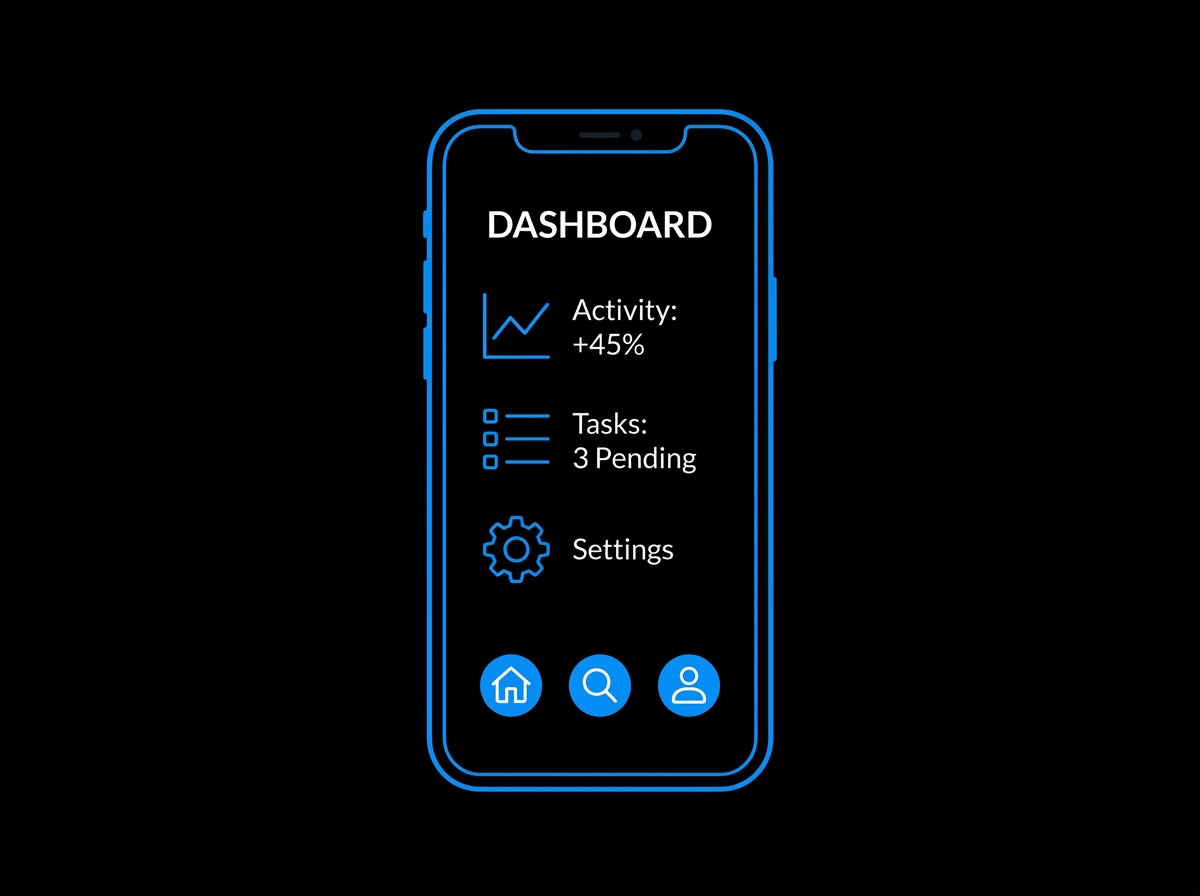 DASHBOARD
Activity:
+45%
Tasks:
3 Pending
Settings